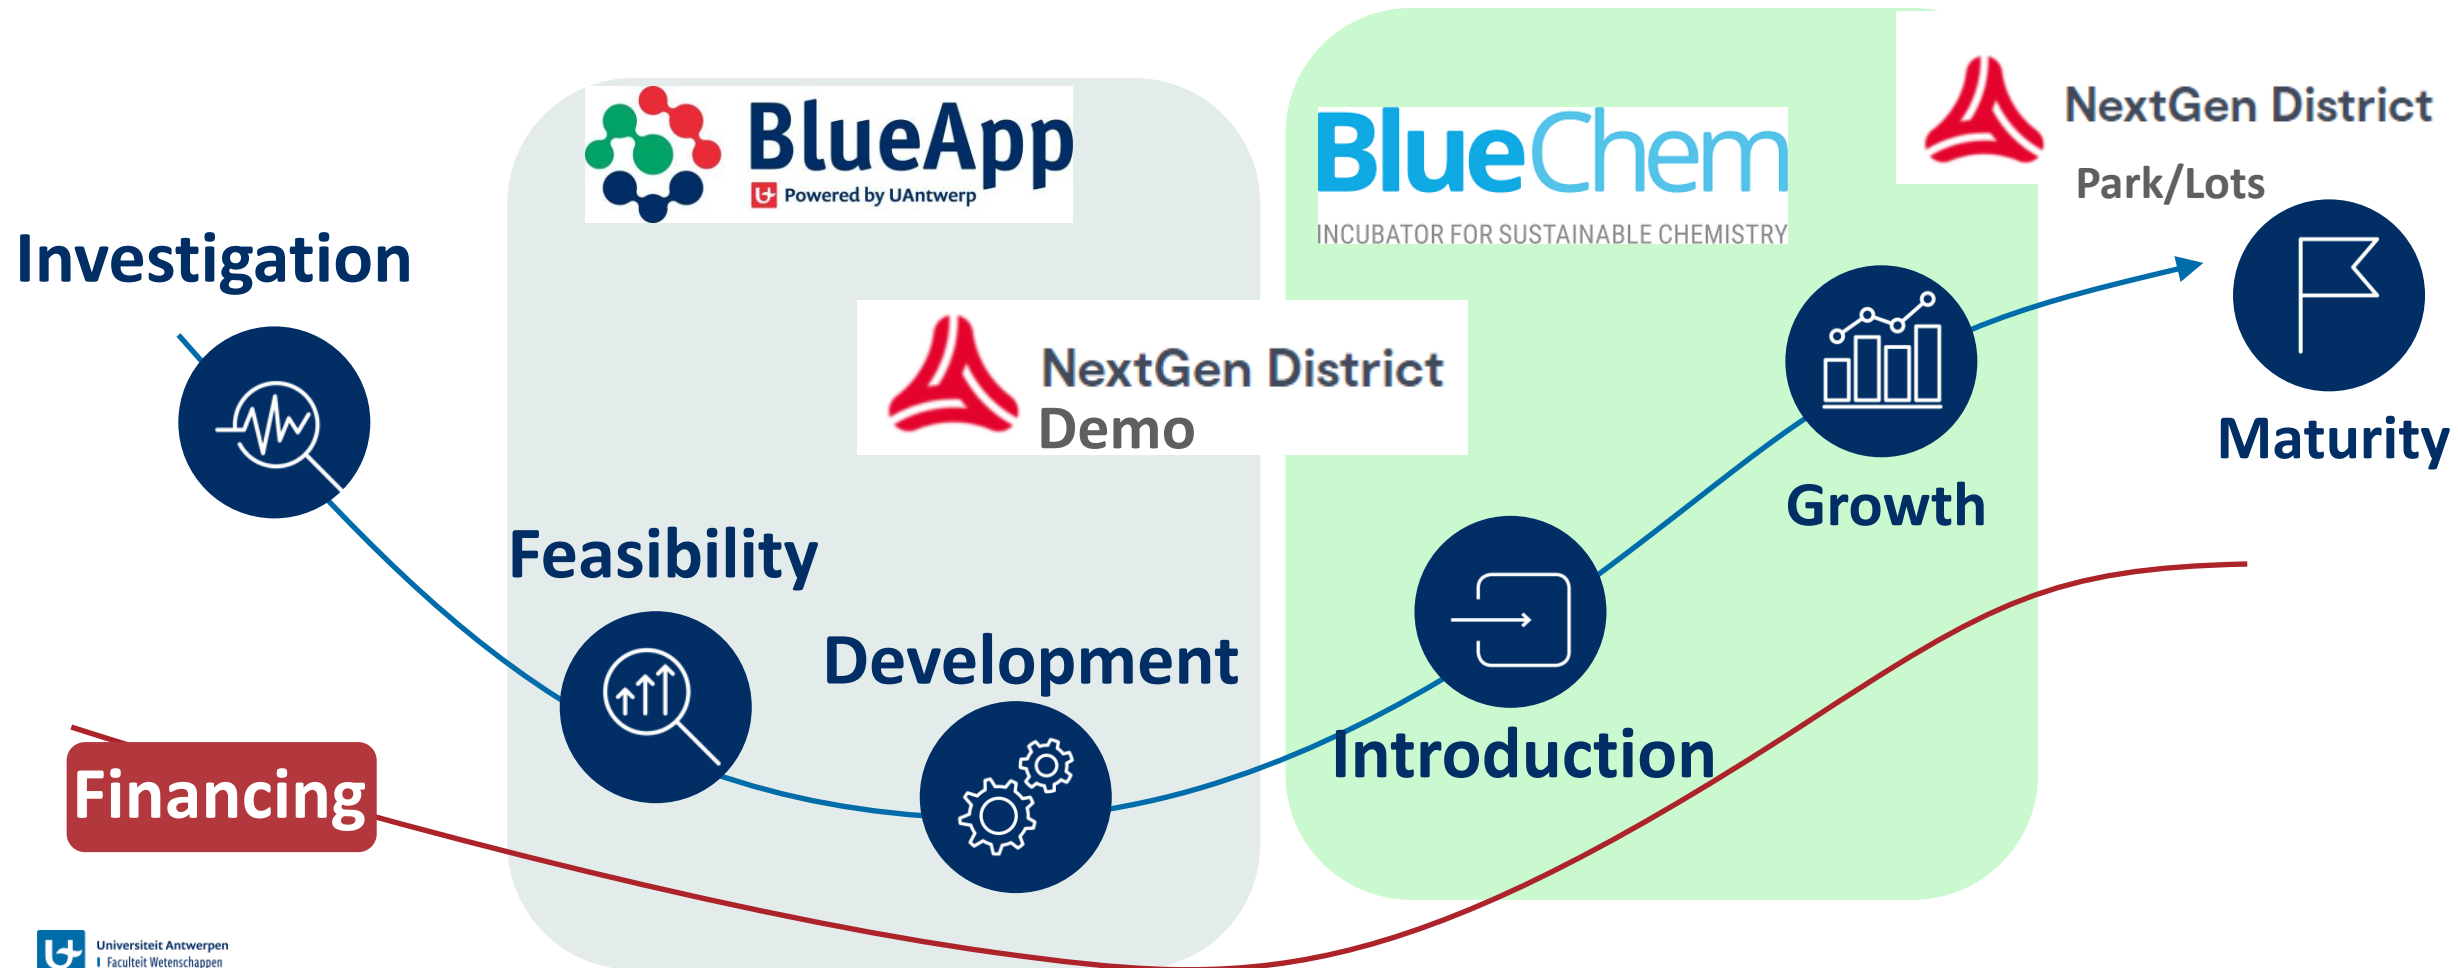 BlueApp
Powered by UAntwerp
BlueChem
INCUBATOR FOR SUSTAINABLE CHEMISTRY
NextGen District
Park/Lots
Investigation
NextGen District
Demo
Maturity
Growth
Feasibility
Development
Introduction
Financing
Universiteit Antwerpen
Faculteit Wetenschappen